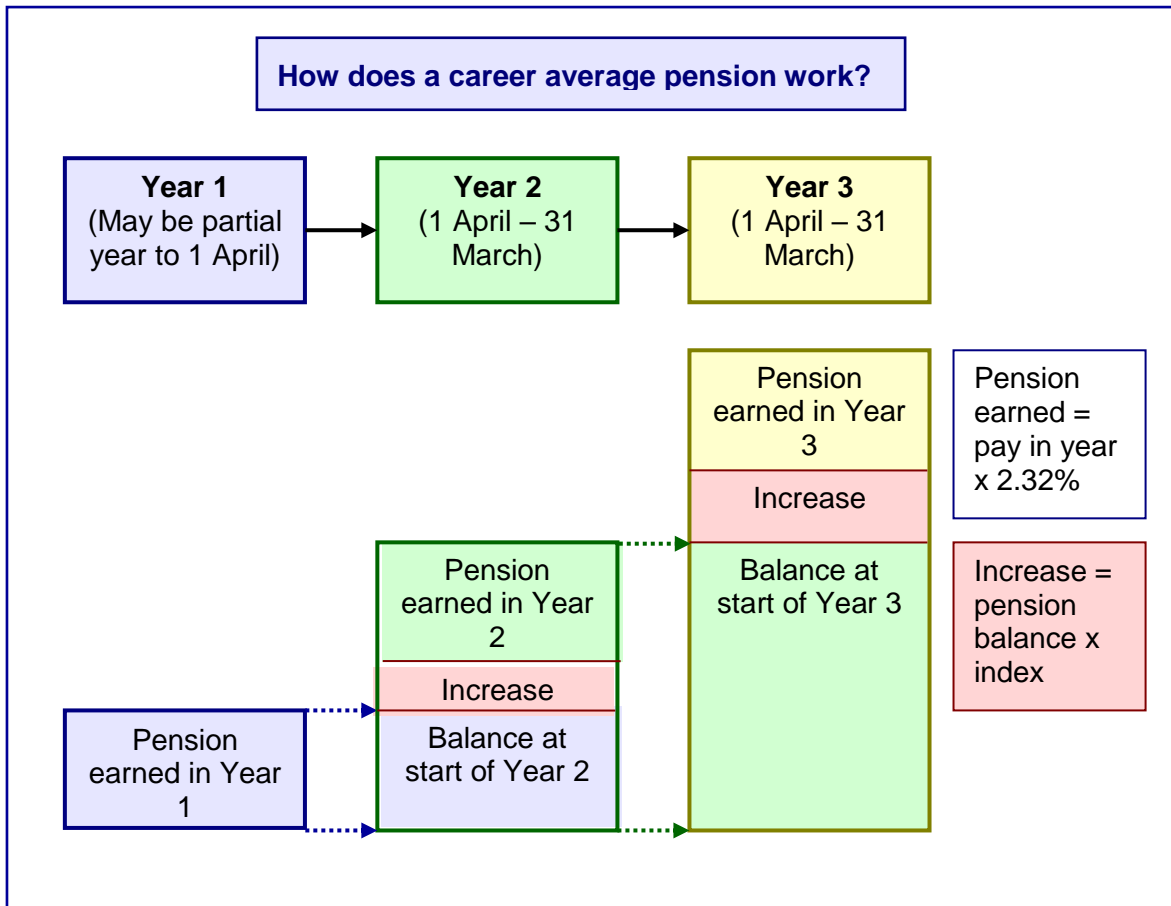 How does a career average pension work?
Year 1
(May be partial
year to 1 April)
Year 2
(1 April – 31
March)
Year 3
(1 April – 31
March)
Pension
earned in Year
3
Increase
Balance at
start of Year 3
Pension
earned =
pay in year
x 2.32%
Increase =
pension
balance x
index
Pension
earned in Year
2
Increase
Balance at
start of Year 2
Pension
earned in Year
1